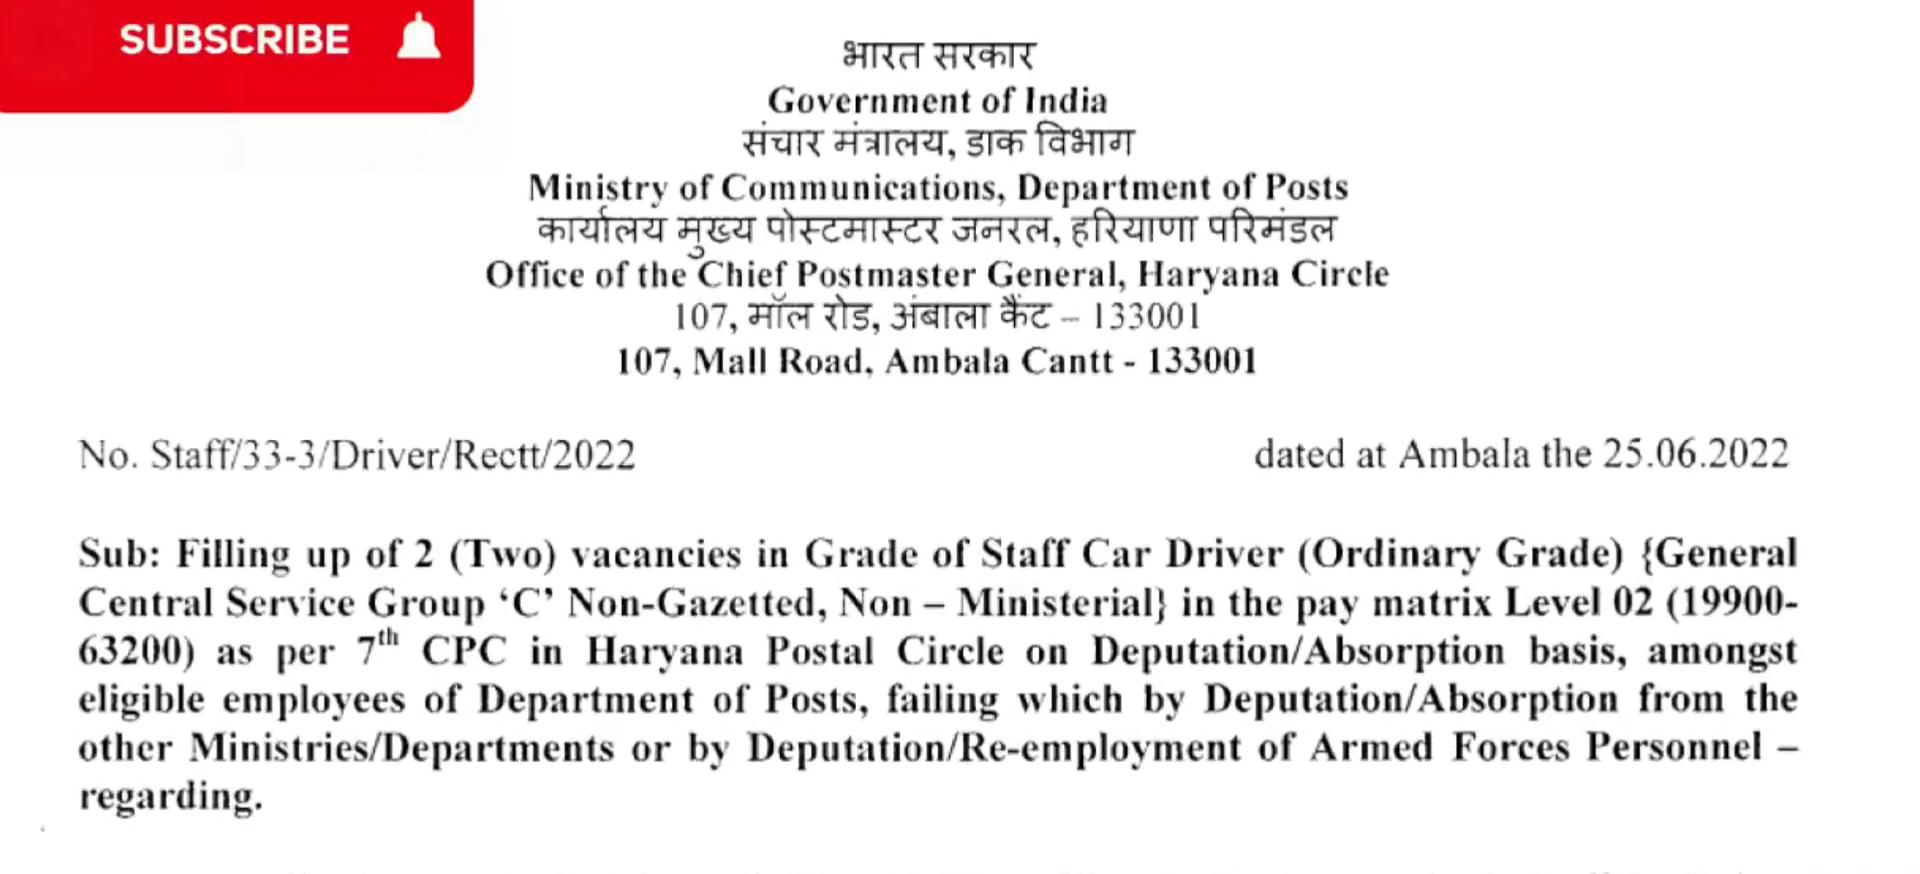 SUBSCRIBE
भारत सरकार
Government of India
संचार मंत्रालय, डाक विभाग
Ministry of Communications, Department of Posts
कार्यालय मुख्य पोस्टमास्टर जनरल, हरियाणा परिमंडल
Office of the Chief Postmaster General, Haryana Circle
107, मॉल रोड, अंबाला कैंट – 133001
107, Mall Road, Ambala Cantt - 133001
No. Staff/33-3/Driver/Rectt/2022 dated at Ambala the 25.06.2022
Sub: Filling up of 2 (Two) vacancies in Grade of Staff Car Driver (Ordinary Grade) {General
Central Service Group ‘C’ Non-Gazetted, Non – Ministerial} in the pay matrix Level 02 (19900-
63200) as per 7th CPC in Haryana Postal Circle on Deputation/Absorption basis, amongst
eligible employees of Department of Posts, failing which by Deputation/Absorption from the
other Ministries/Departments or by Deputation/Re-employment of Armed Forces Personnel –
regarding.